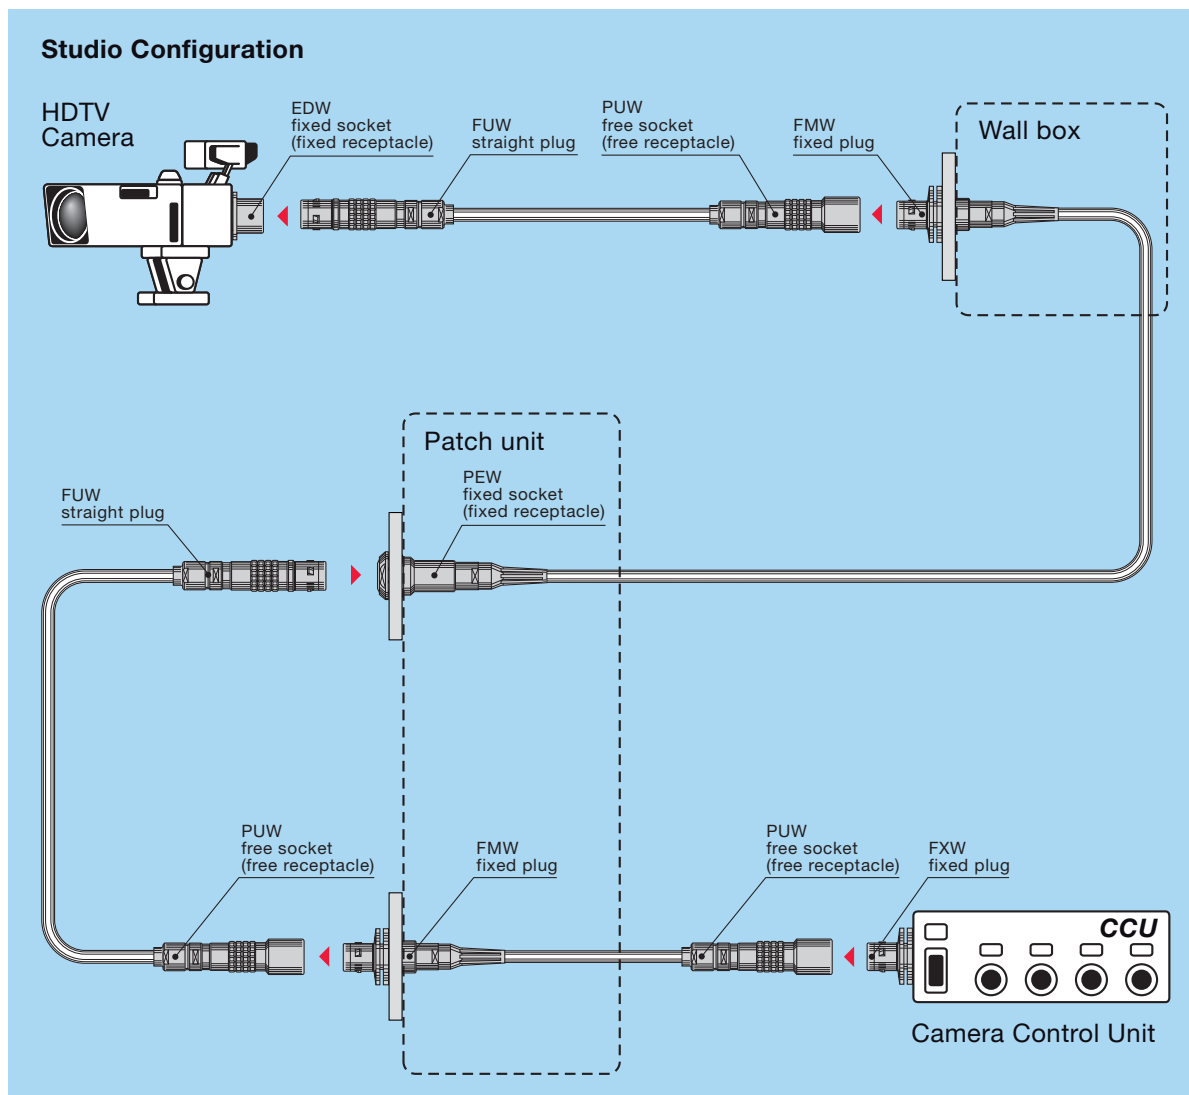 Studio Configuration
HDTV
Camera
EDW
fixed socket
(fixed receptacle)
FUW
straight plug
PUW
free socket
(free receptacle)
FMW
fixed plug
Wall box
Patch unit
FUW
straight plug
PEW
fixed socket
(fixed receptacle)
PUW
free socket
(free receptacle)
FMW
fixed plug
PUW
free socket
(free receptacle)
FXW
fixed plug
CCU
Camera Control Unit